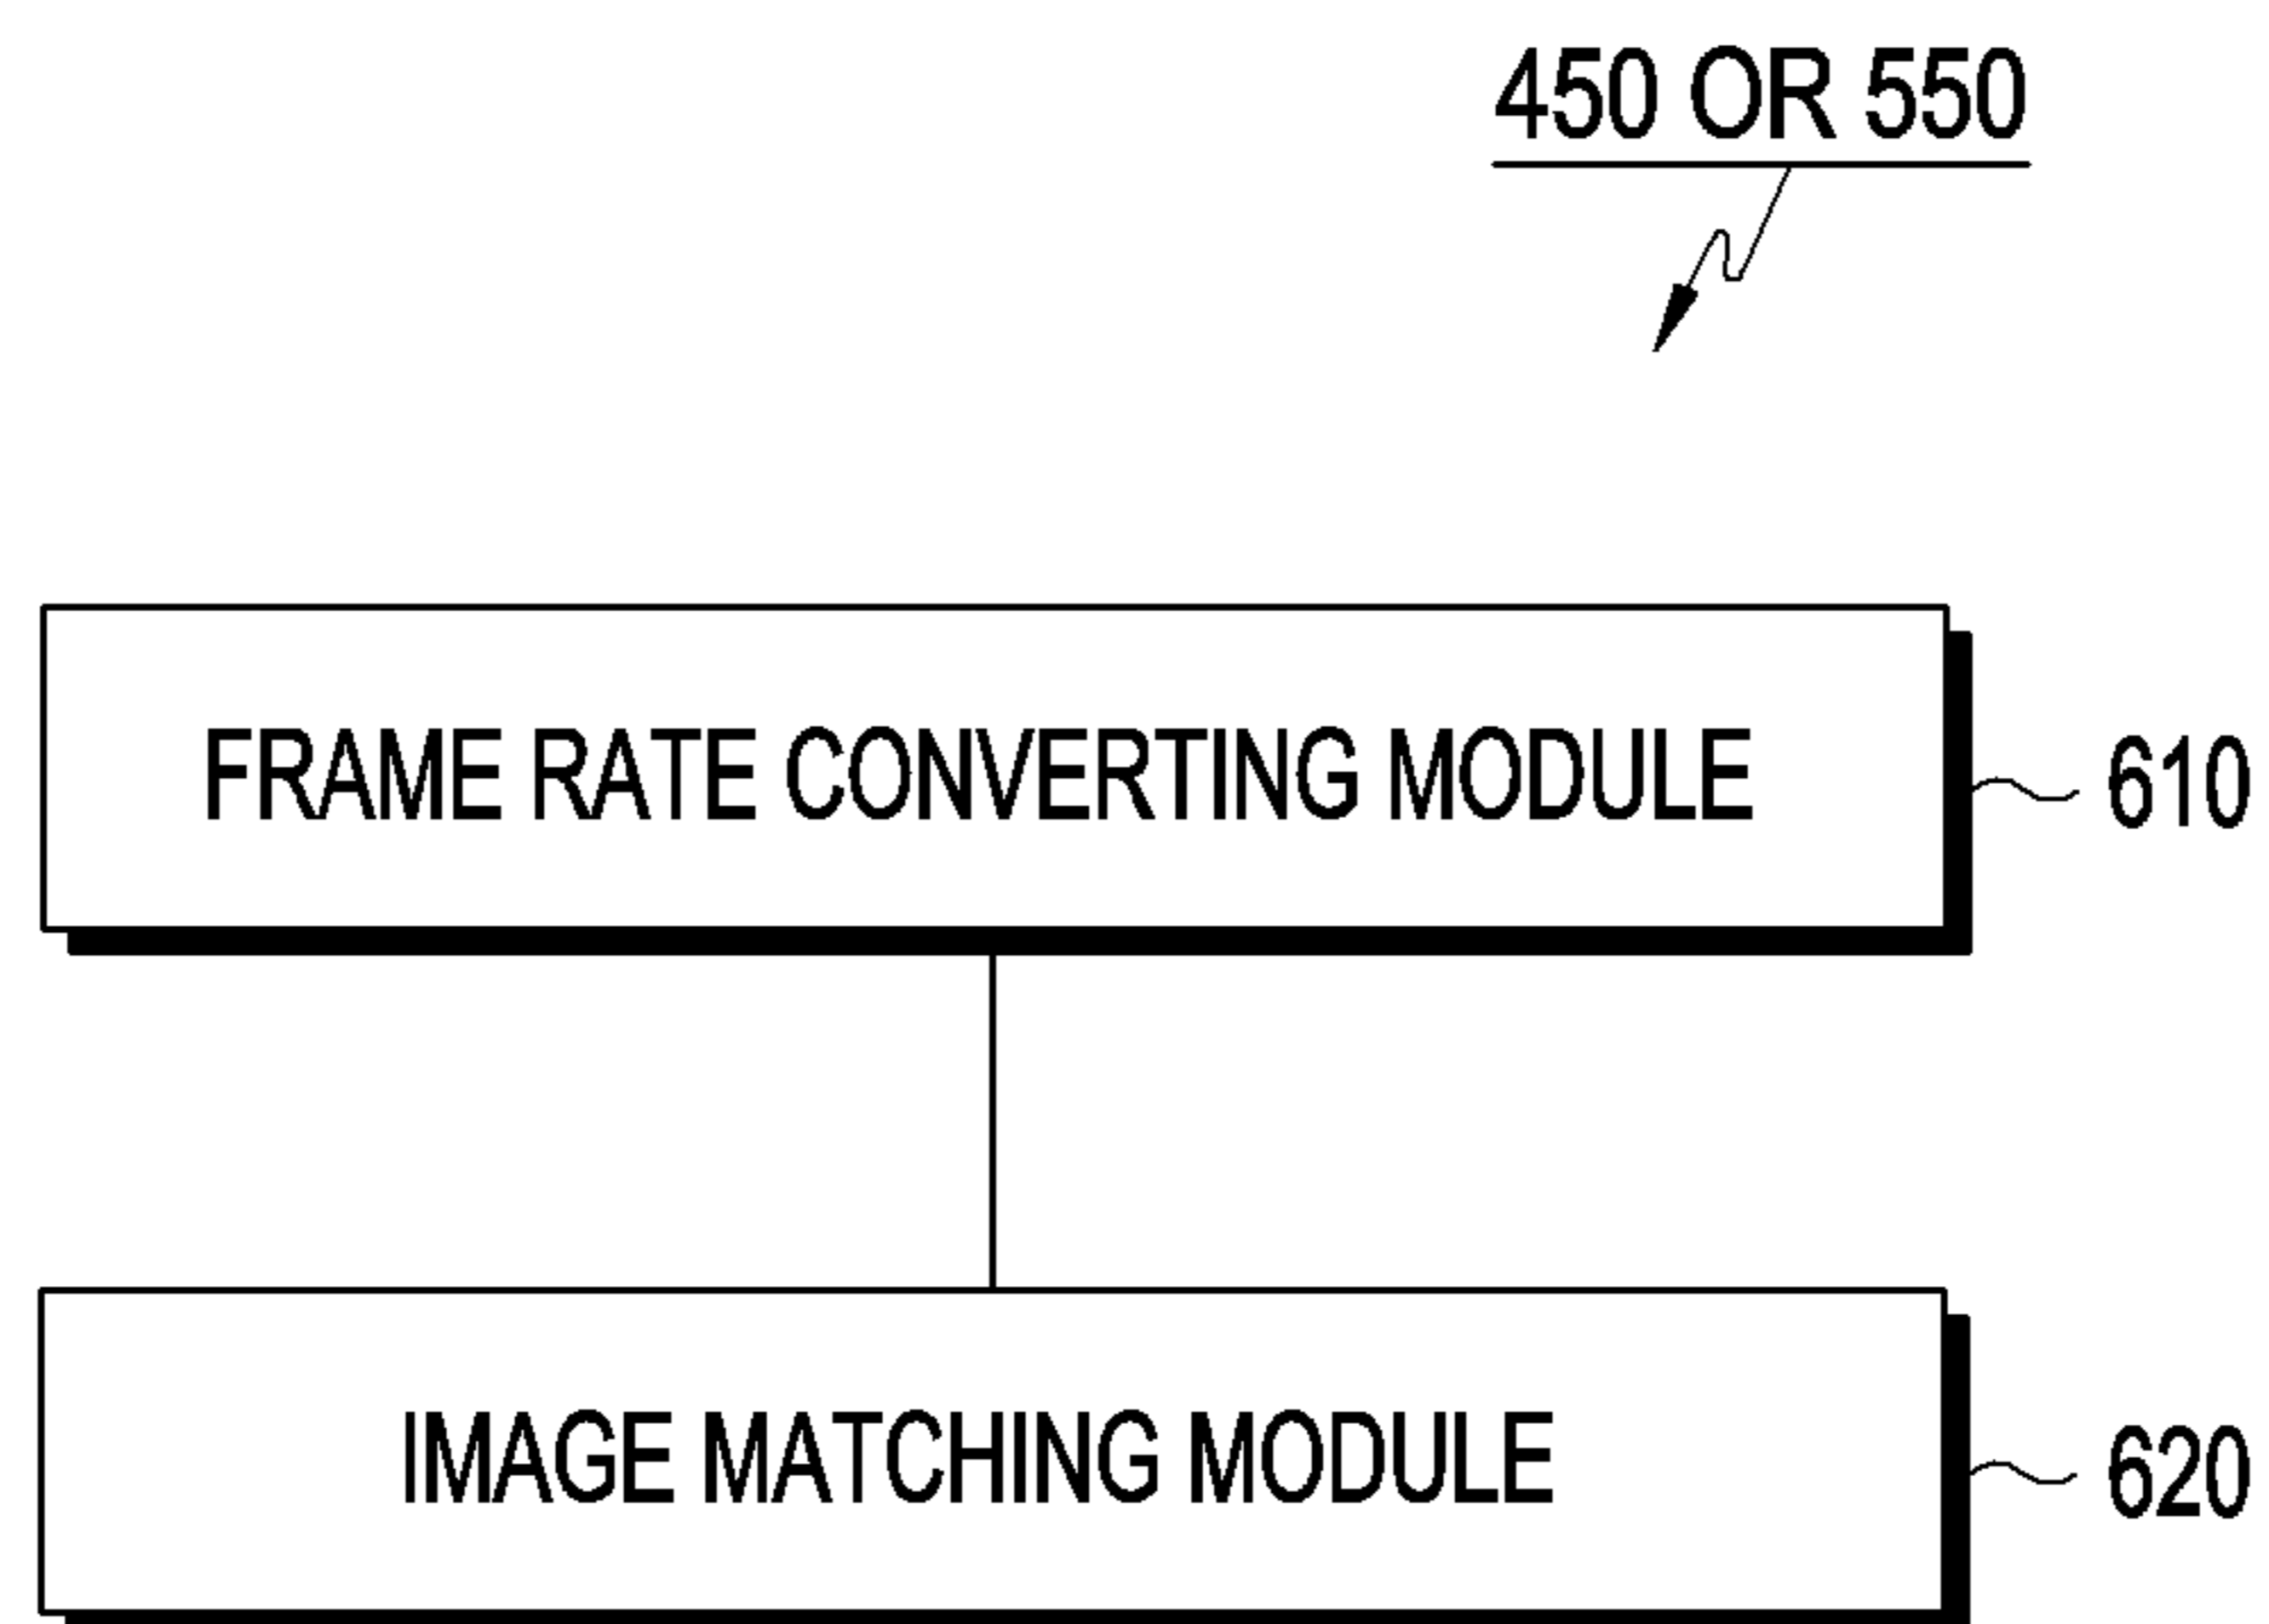 450 OR 550
FRAME RATE CONVERTING MODULE
610
IMAGE MATCHING MODULE
620